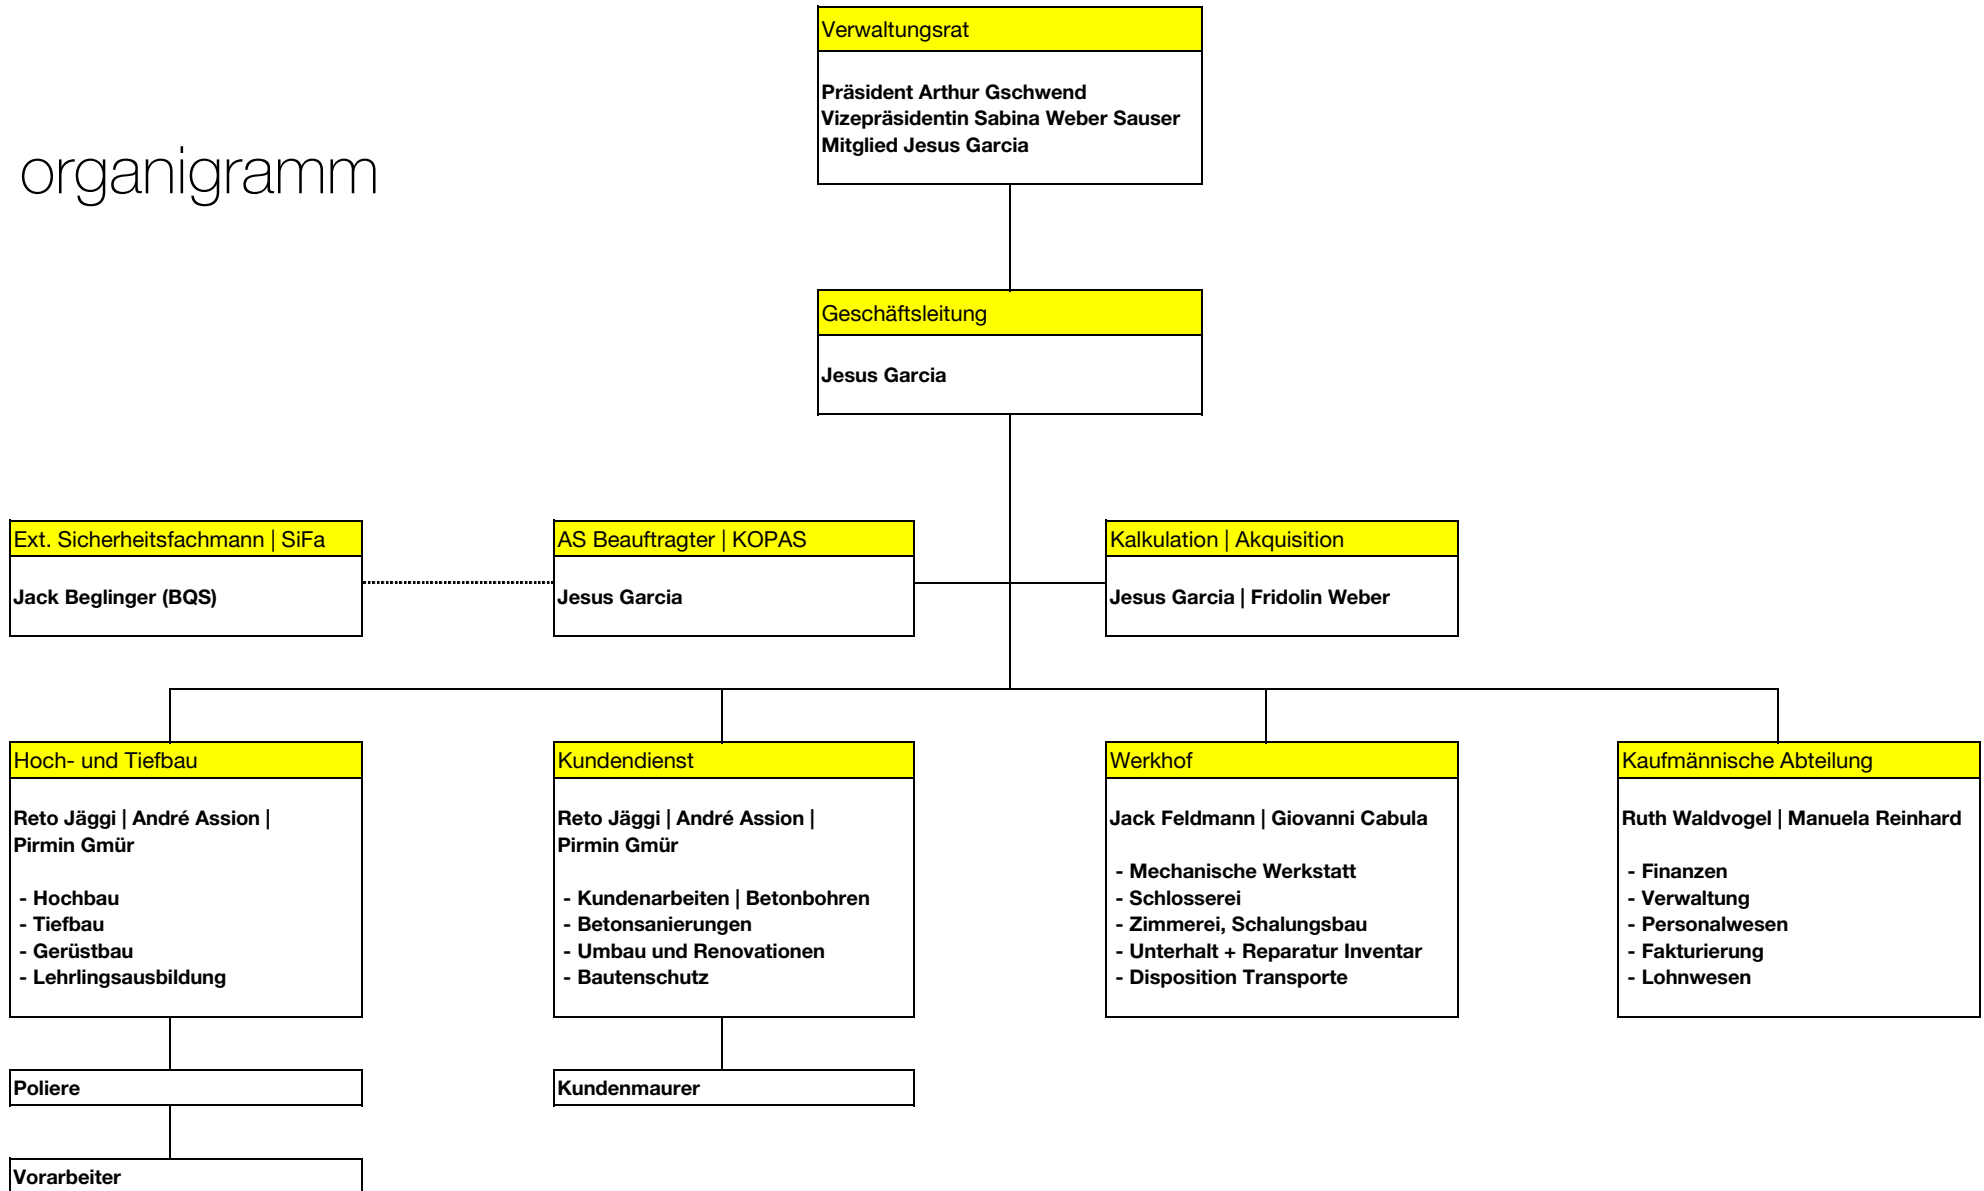 organigramm
Verwaltungsrat
Präsident Arthur Gschwend
Vizepräsidentin Sabina Weber Sauser
Mitglied Jesus Garcia
Geschäftsleitung
Jesus Garcia
Ext. Sicherheitsfachmann | SiFa
Jack Beglinger (BQS)
AS Beauftragter | KOPAS
Jesus Garcia
Kalkulation | Akquisition
Jesus Garcia | Fridolin Weber
Hoch- und Tiefbau
Reto Jäggi | André Assion |
Pirmin Gmür
- Hochbau
- Tiefbau
- Gerüstbau
- Lehrlingsausbildung
Poliere
Vorarbeiter
Kundendienst
Reto Jäggi | André Assion |
Pirmin Gmür
- Kundenarbeiten | Betonbohren
- Betonsanierungen
- Umbau und Renovationen
- Bautenschutz
Kundenmaurer
Werkhof
Jack Feldmann | Giovanni Cabula
- Mechanische Werkstatt
- Schlosserei
- Zimmerei, Schalungsbau
- Unterhalt + Reparatur Inventar
- Disposition Transporte
Kaufmännische Abteilung
Ruth Waldvogel | Manuela Reinhard
- Finanzen
- Verwaltung
- Personalwesen
- Fakturierung
- Lohnwesen